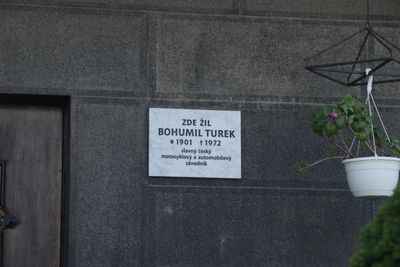 ZDE ŽIL
BOHUMIL TUREK
* 1901 † 1972
slavný český
motocyklový a automobilový
závodník